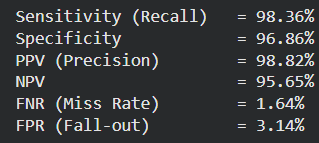 Sensitivity (Recall) = 98.36%
Specificity = 96.86%
PPV (Precision) = 98.82%
NPV = 95.65%
FNR (Miss Rate) = 1.64%
FPR (Fall-out) = 3.14%